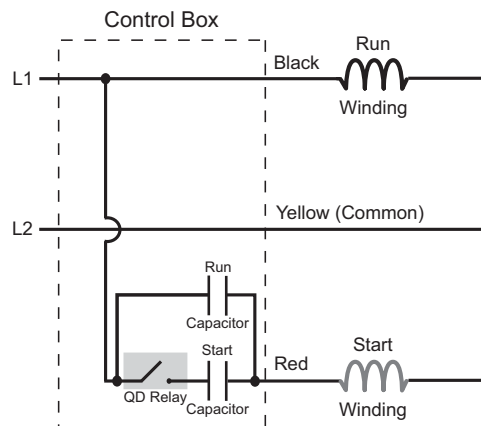 Control Box
L1
Black
Run
Winding
L2
Yellow (Common)
Run
Capacitor
Start
QD Relay
Capacitor
Red
Start
Winding